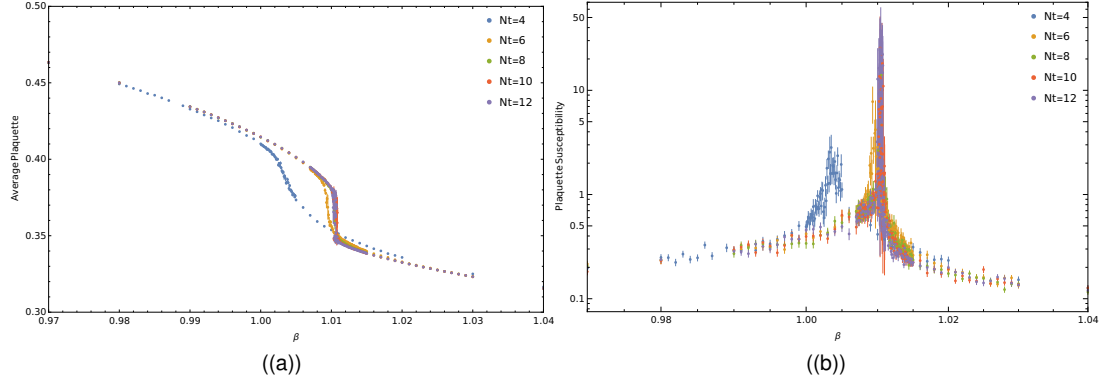 0.50
0.45
0.40
0.35
0.30
Average Plaquette
0.97 0.98 0.99 1.00 1.01 1.02 1.03 1.04
β
Nt=4
Nt=6
Nt=8
Nt=10
Nt=12
((a))
50
10
5
1
0.5
0.1
Plaquette Susceptibility
0.98 1.00 1.02 1.04
β
Nt=4
Nt=6
Nt=8
Nt=10
Nt=12
((b))